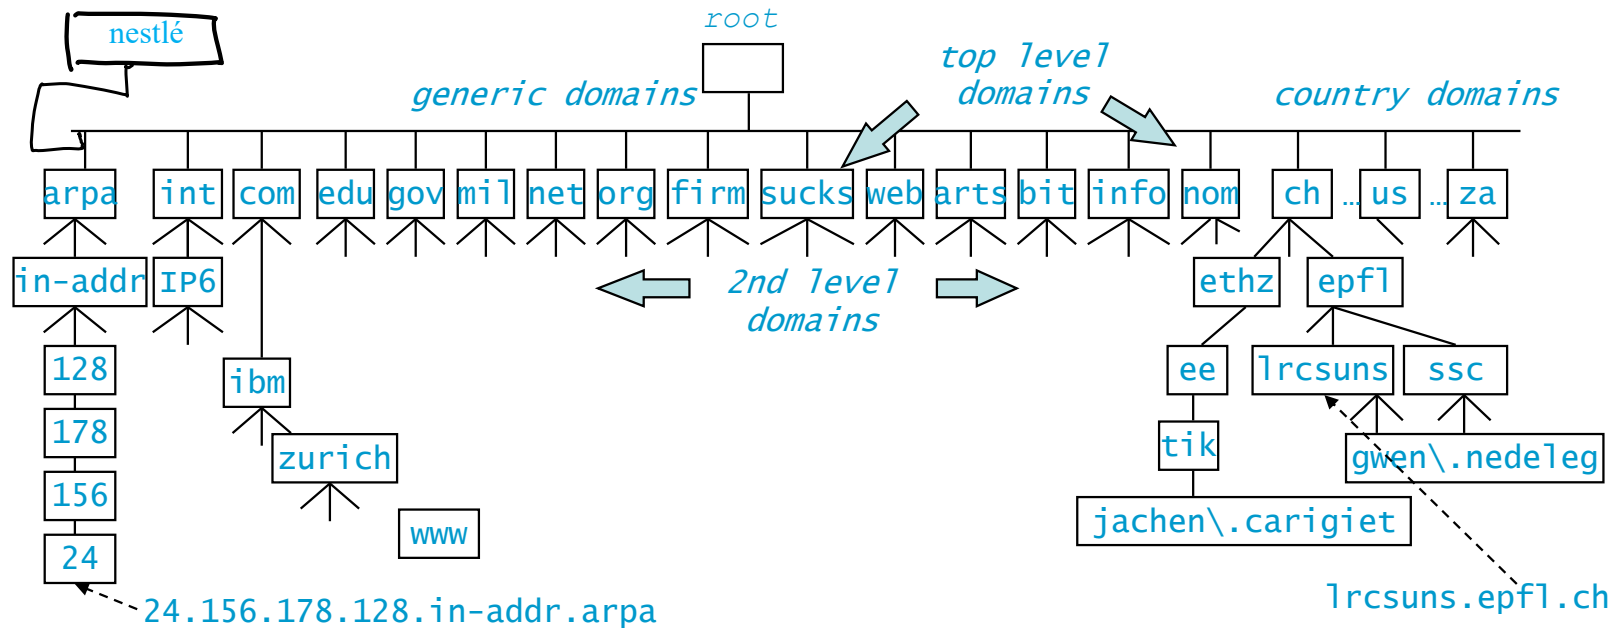 nestlé
root
generic domains
top level
domains
country domains
arpa int com edu gov mil net org firm sucks web arts bit info nom ch … us … za
in-addr IP6
2nd level
domains
ethz epfl
128 ibm ee lrcsuns ssc
178 zurich tik gwen\.nedeleg
156
www jachen\.carigiet
24
24.156.178.128.in-addr.arpa
lrcsuns.epfl.ch